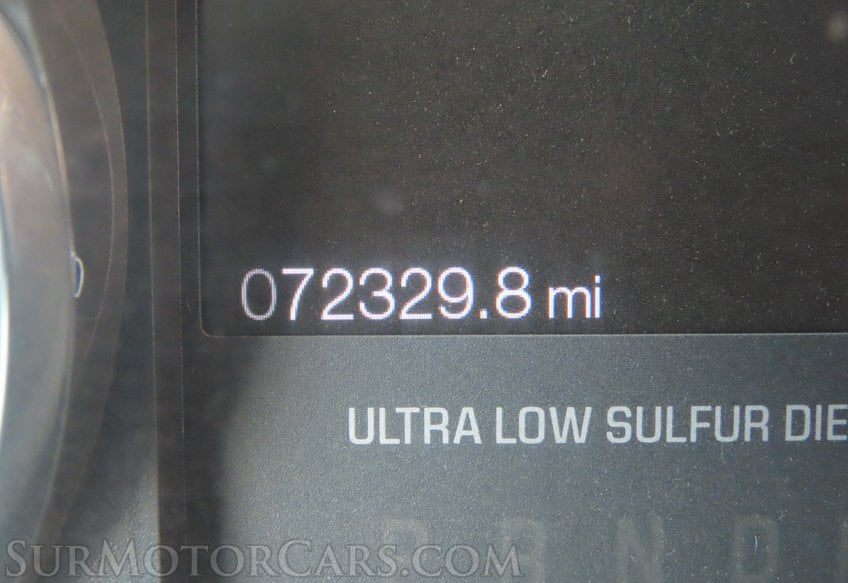 072329.8 mi
ULTRA LOW SULFUR DIE
R N D
SURMOTORCARS.COM